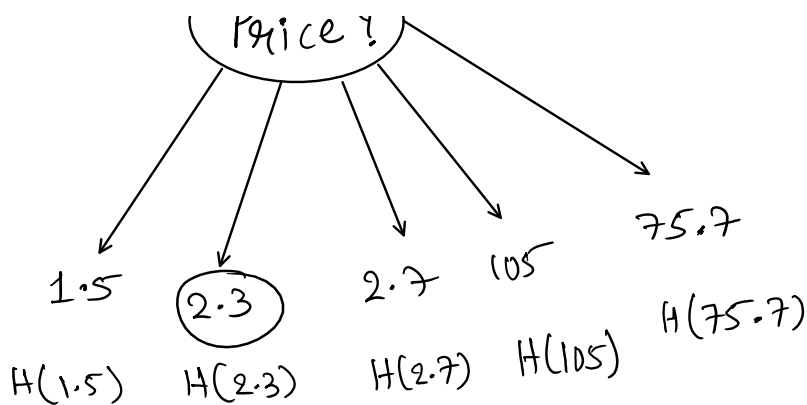 Price?
1.5
2.3
2.7
105
75.7
H(1.5)
H(2.3)
H(2.7)
H(105)
H(75.7)